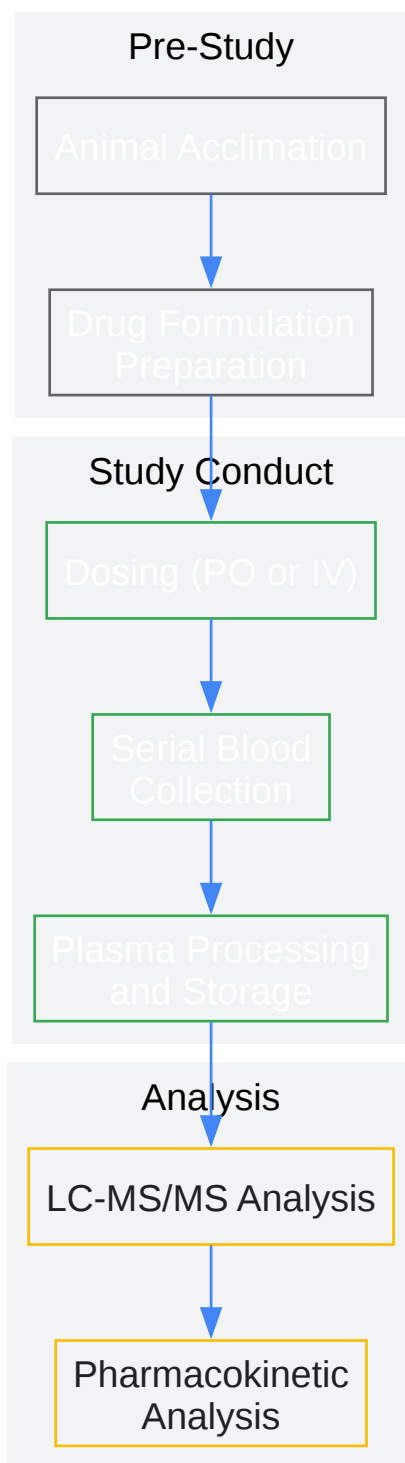 Pre-Study
Animal Acclimation
Drug Formulation
Preparation
Study Conduct
Dosing (PO or IV)
Serial Blood
Collection
Plasma Processing
and Storage
Analysis
LC-MS/MS Analysis
Pharmacokinetic
Analysis